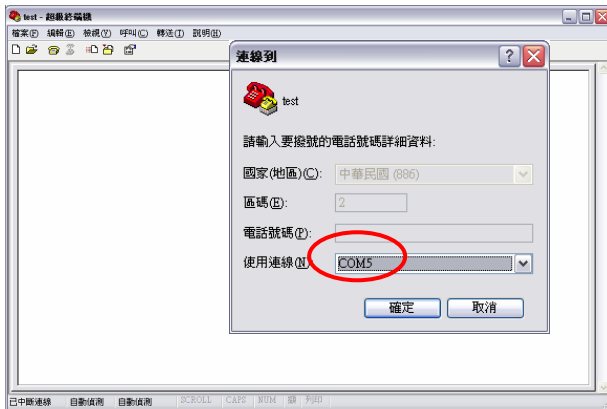 test - 超級終端機
檔案(F) 編輯(E) 檢視(V) 呼叫(C) 轉送(T) 說明(H)
連線到
test
請輸入要撥號的電話號碼詳細資料:
國家(地區)(C): 中華民國 (886)
區碼(E): 2
電話號碼(P):
使用連線(N): COM5
確定 取消
已中斷連線 自動偵測 自動偵測 SCROLL CAPS NUM 擷 列印